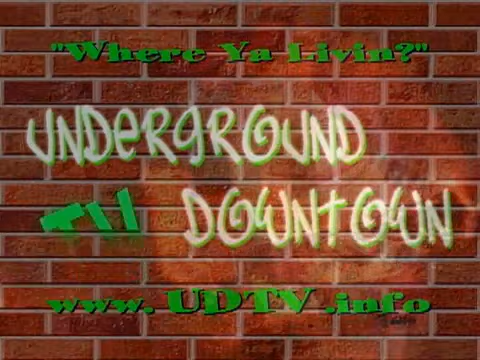 "Where Ya Livin?"
UNDERGROUND
TV DOWNTOWN
www. UDTV .info